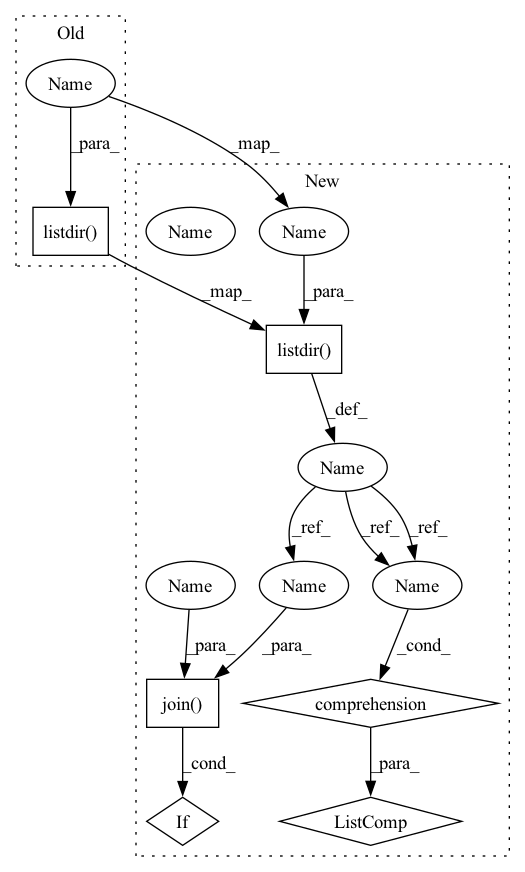 Old
Name
_para_
_map_
New
listdir()
Name
Name
_map_
_para_
listdir()
_def_
Name
_ref_
_ref_
_ref_
Name
Name
Name
_para_
_para_
_cond_
join()
comprehension
_cond_
_para_
If
ListComp